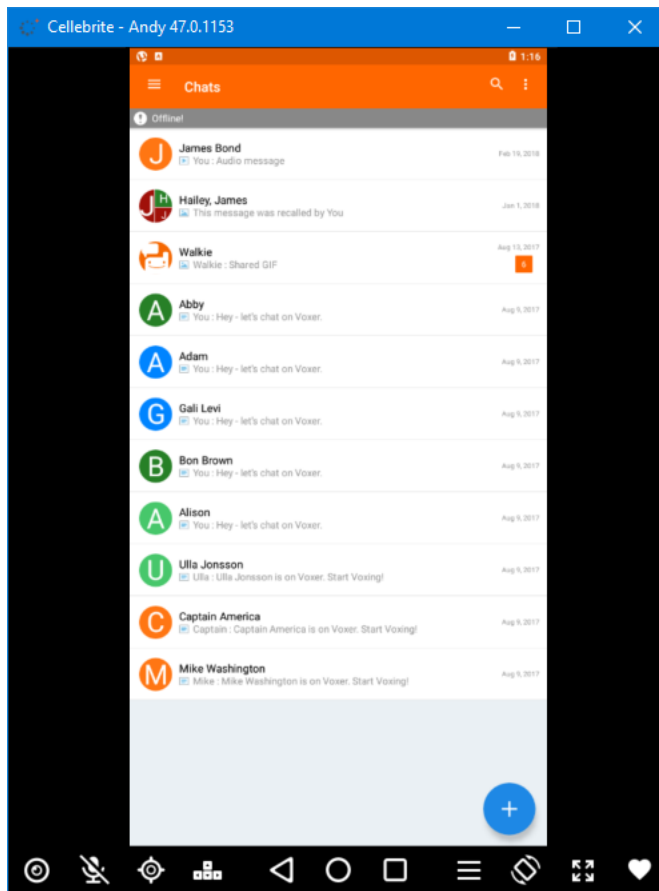 Cellebrite - Andy 47.0.1153
1:16
Chats
Offline!
J
James Bond
Feb 19, 2018
You : Audio message
J H J
Hailey, James
Jan 1, 2018
This message was recalled by You
Walkie
Aug 13, 2017
Walkie : Shared GIF
6
A
Abby
Aug 9, 2017
You : Hey - let's chat on Voxer.
A
Adam
Aug 9, 2017
You : Hey - let's chat on Voxer.
G
Gali Levi
Aug 9, 2017
You : Hey - let's chat on Voxer.
B
Bon Brown
Aug 9, 2017
You : Hey - let's chat on Voxer.
A
Alison
Aug 9, 2017
You : Hey - let's chat on Voxer.
U
Ulla Jonsson
Aug 9, 2017
Ulla : Ulla Jonsson is on Voxer. Start Voxing!
C
Captain America
Aug 9, 2017
Captain : Captain America is on Voxer. Start Voxing!
M
Mike Washington
Aug 9, 2017
Mike : Mike Washington is on Voxer. Start Voxing!